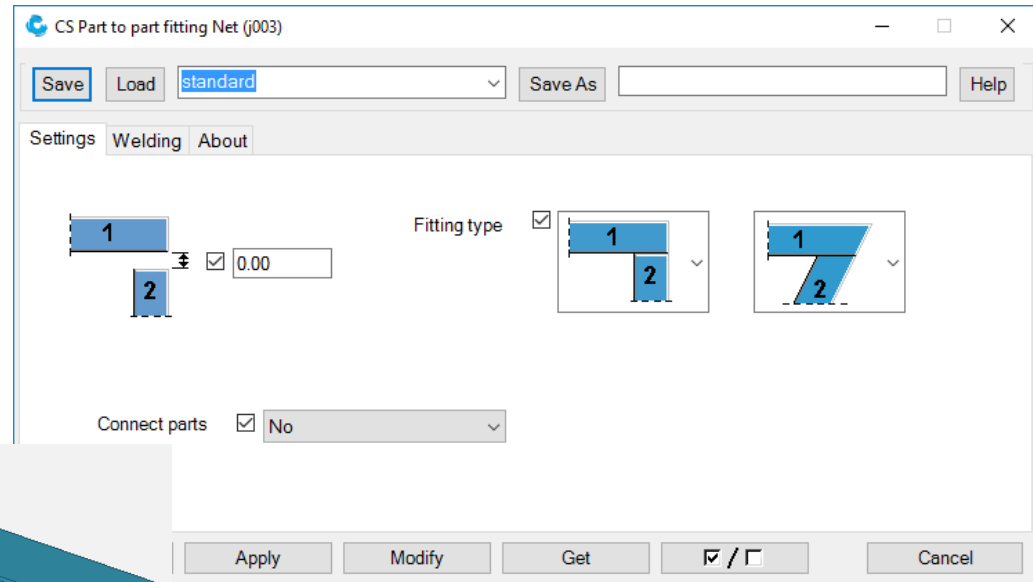 CS Part to part fitting Net (j003)
Save Load standard Save As Help
Settings Welding About
1
2
0.00
Fitting type
1
2
1
2
Connect parts No
Apply Modify Get / Cancel